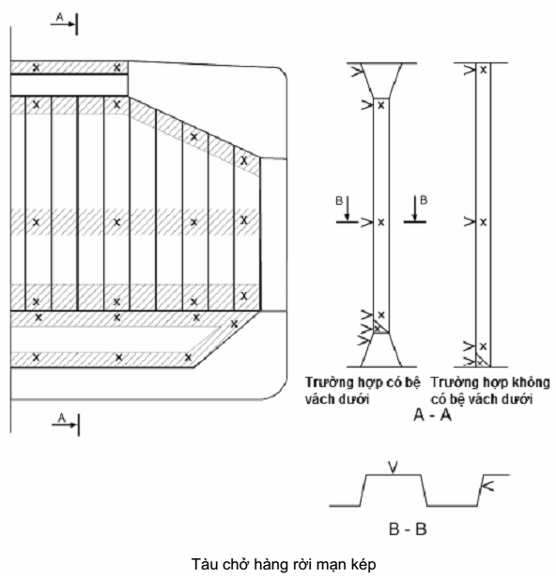 A
B
B
Trường hợp có bệ
vách dưới
Trường hợp không
có bệ vách dưới
A - A
A
B - B
Tàu chở hàng rời mạn kép